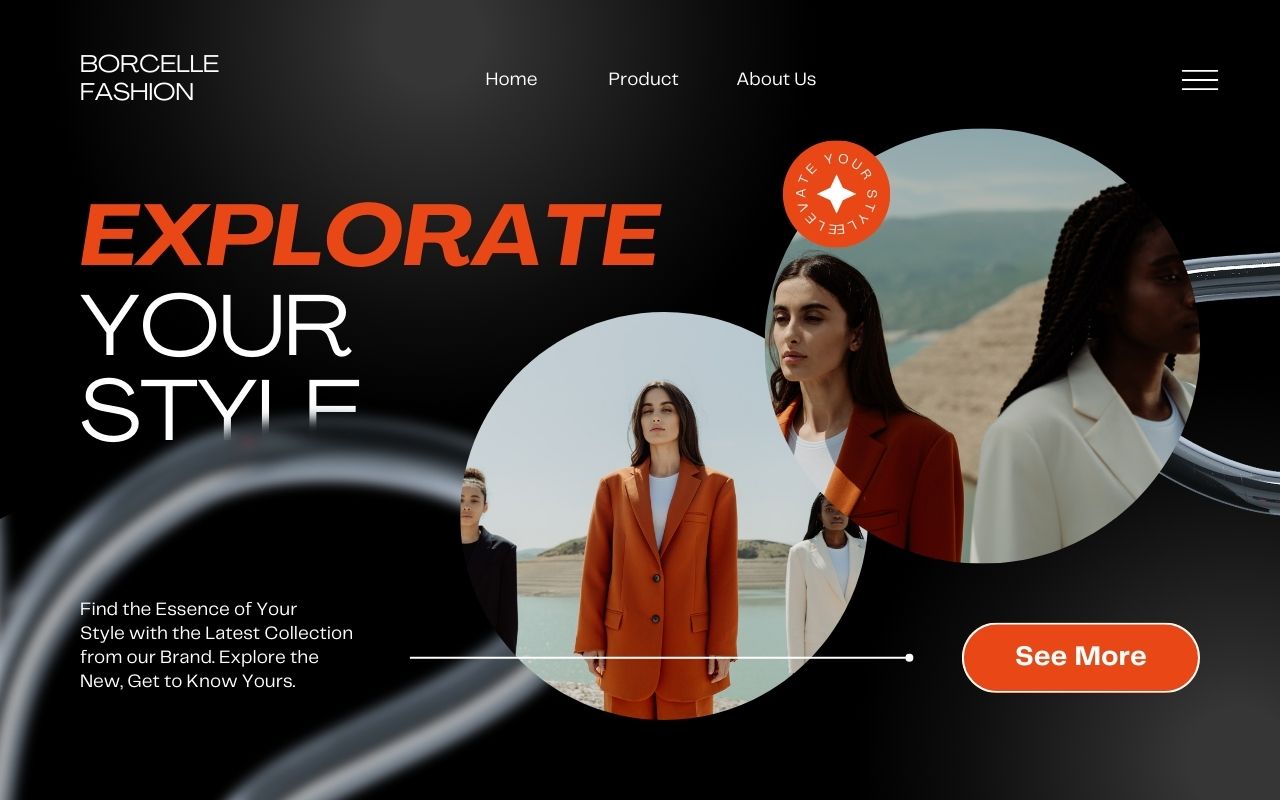 BORCELLE
FASHION
Home
Product
About Us
EXPLORATE
YOUR
STYLE
ELEVATE YOUR STYLE
Find the Essence of Your
Style with the Latest Collection
from our Brand. Explore the
New, Get to Know Yours.
See More